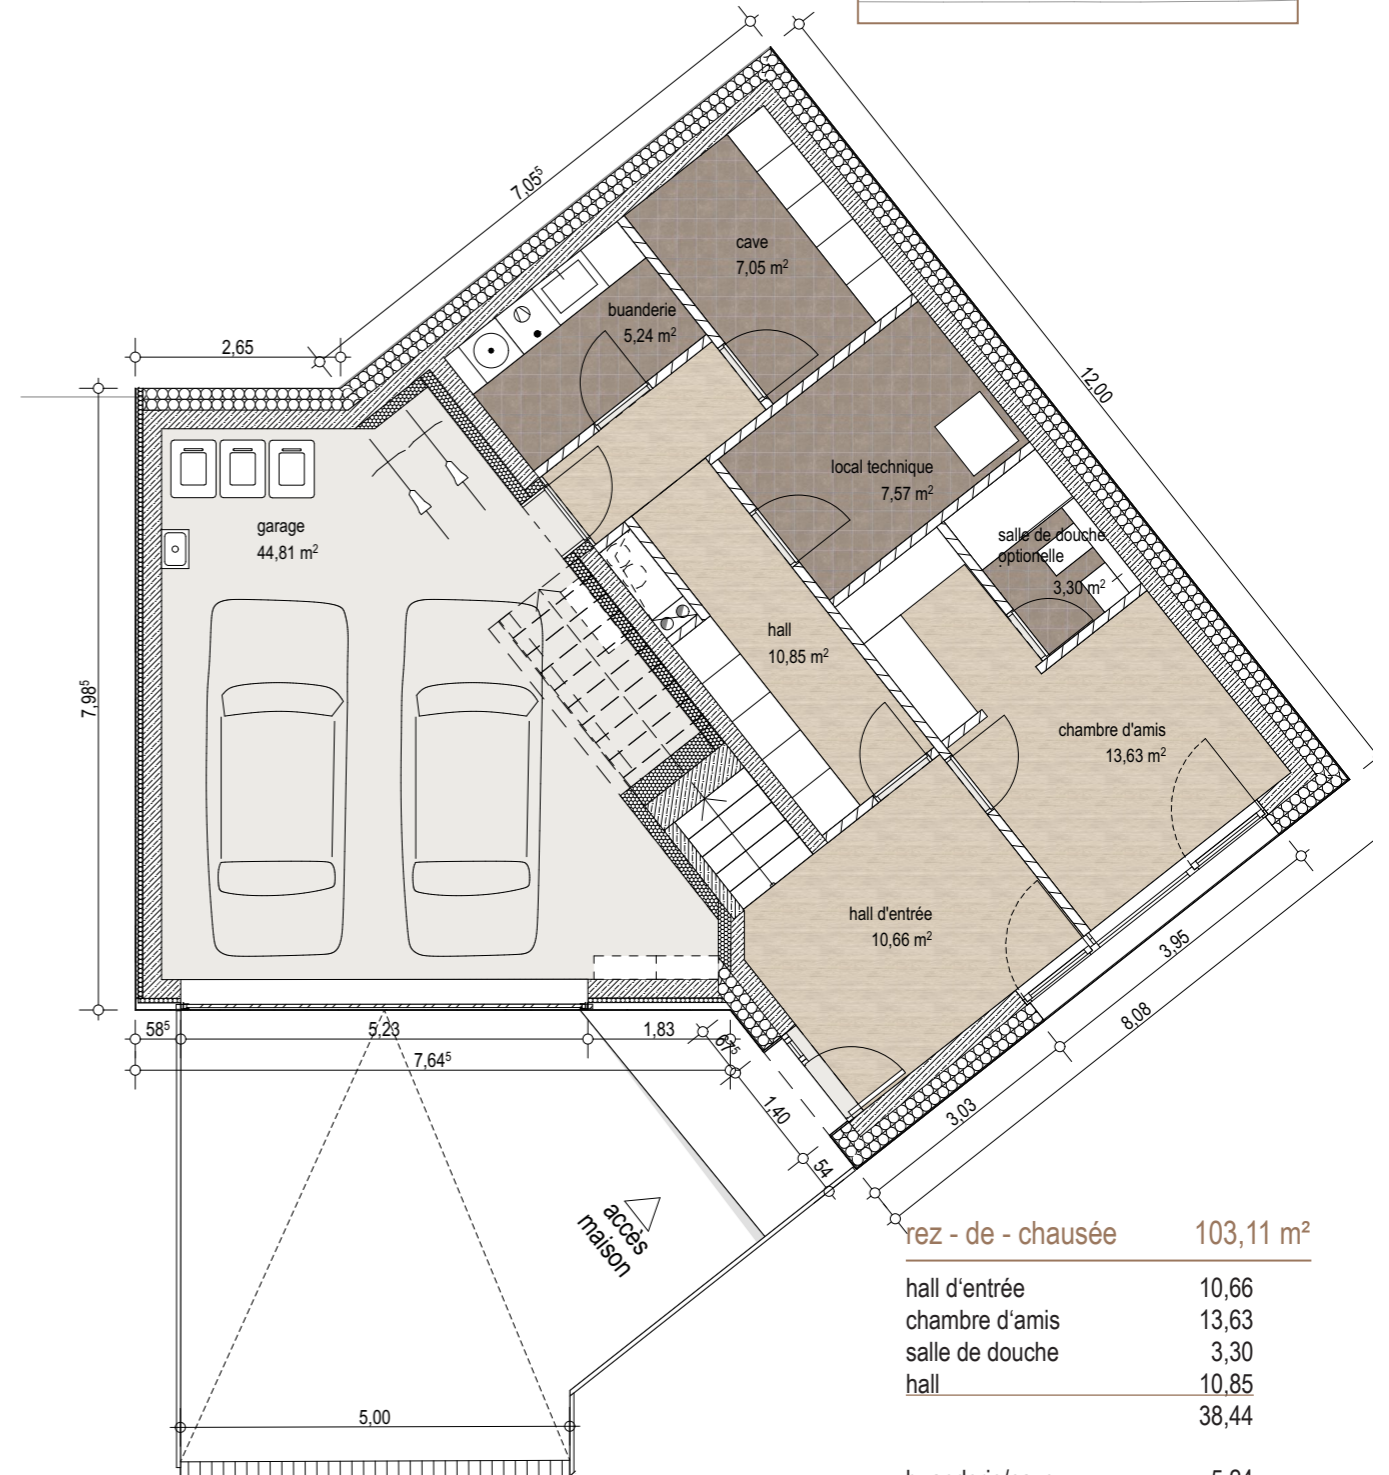 7,05⁵
12,00
2,65
7,98⁵
cave
7,05 m²
buanderie
5,24 m²
local technique
7,57 m²
salle de douche
optionelle
3,30 m²
garage
44,81 m²
hall
10,85 m²
chambre d'amis
13,63 m²
hall d'entrée
10,66 m²
58⁵
5,23
1,83
7,64⁵
67⁵
1,40
54
3,95
8,08
3,03
accès
maison
5,00
rez - de - chausée 103,11 m²
hall d‘entrée 10,66
chambre d‘amis 13,63
salle de douche 3,30
hall 10,85
38,44